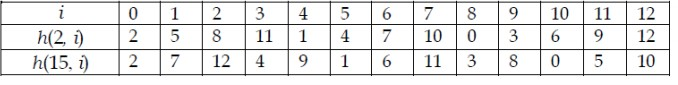 i 0 1 2 3 4 5 6 7 8 9 10 11 12
h(2, i) 2 5 8 11 1 4 7 10 0 3 6 9 12
h(15, i) 2 7 12 4 9 1 6 11 3 8 0 5 10